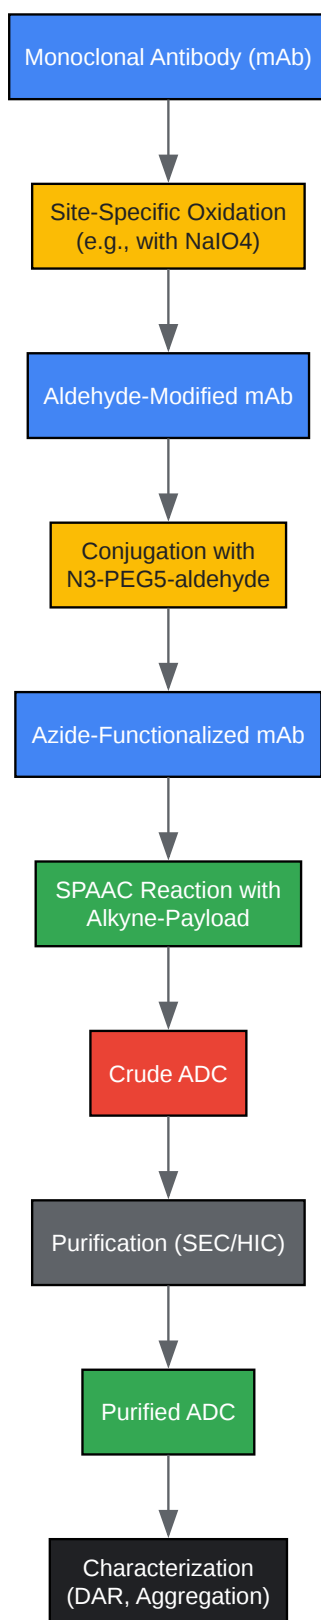 Monoclonal Antibody (mAb)
Site-Specific Oxidation
(e.g., with NaIO4)
Aldehyde-Modified mAb
Conjugation with
N3-PEG5-aldehyde
Azide-Functionalized mAb
SPAAC Reaction with
Alkyne-Payload
Crude ADC
Purification (SEC/HIC)
Purified ADC
Characterization
(DAR, Aggregation)